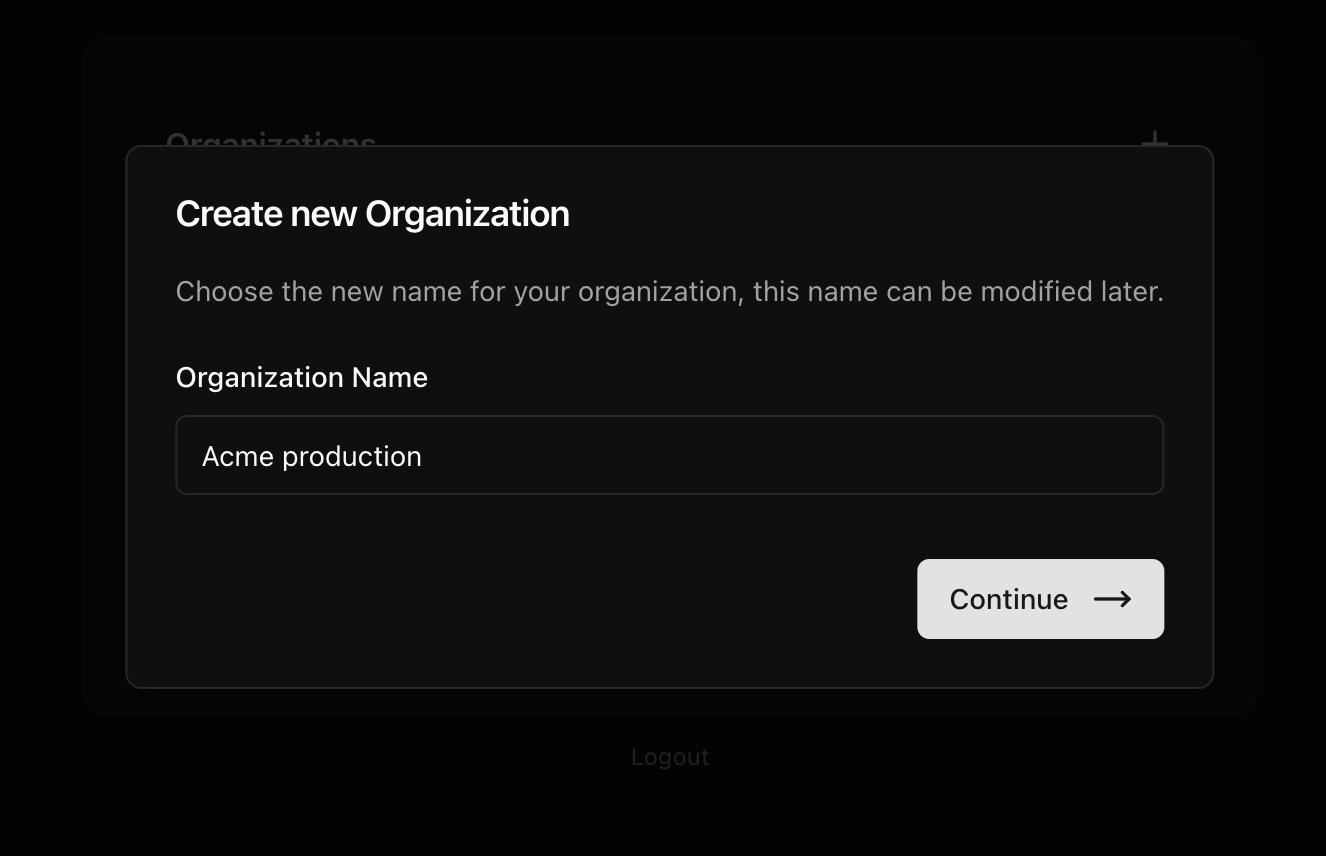 Organizations
Create new Organization
Choose the new name for your organization, this name can be modified later.
Organization Name
Acme production
Continue
Logout